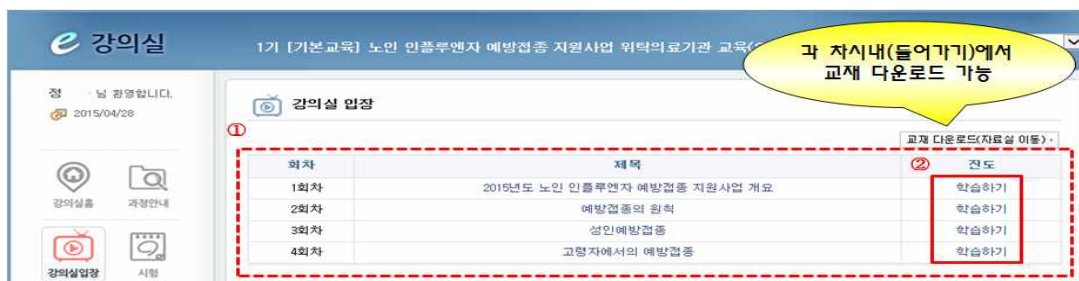 e 강의실
1기 [기본교육] 노인 인플루엔자 예방접종 지원사업 위탁의료기관 교육(
각 차시내(들어가기)에서
교재 다운로드 가능
정 님 환영합니다.
2015/04/28
강의실 입장
①
교재 다운로드(자료실 이동)
회차 제목 ② 진도
1회차 2015년도 노인 인플루엔자 예방접종 지원사업 개요 학습하기
2회차 예방접종의 원칙 학습하기
3회차 성인예방접종 학습하기
4회차 고령자에서의 예방접종 학습하기
강의실홈 과정안내
강의실입장 시험